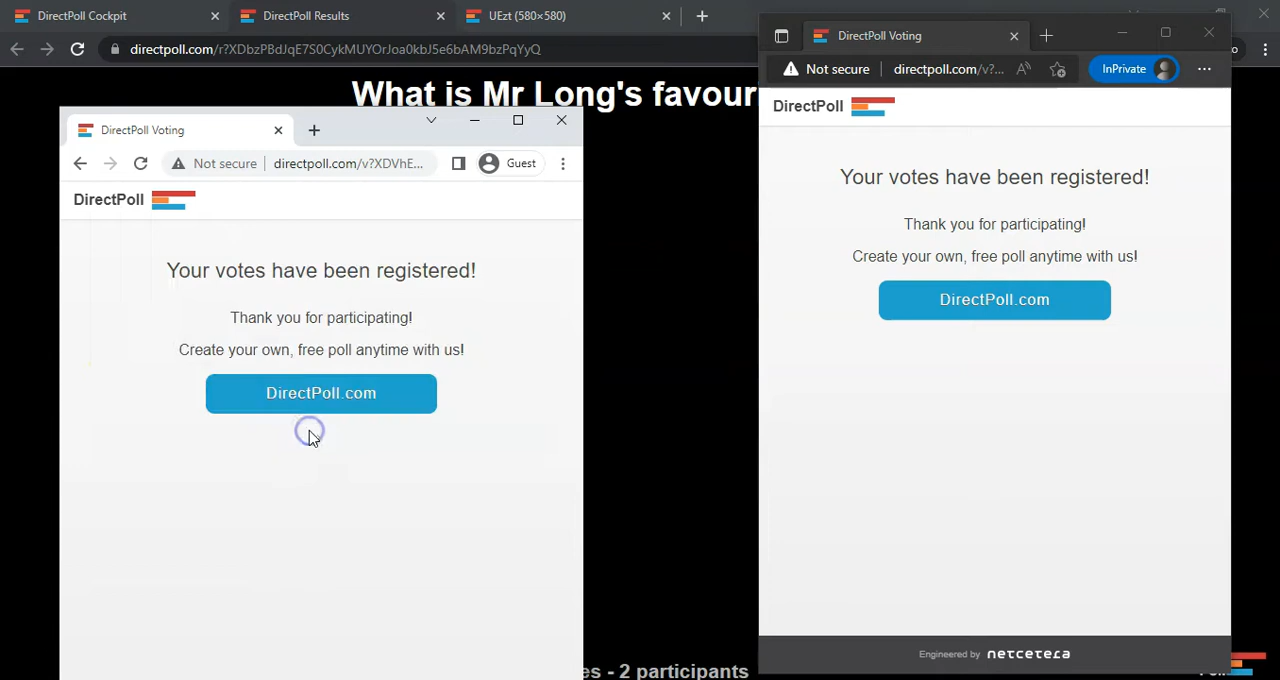 DirectPoll Cockpit
DirectPoll Results
UEzt (580×580)
directpoll.com/r?XDbzPBdJqE7S0CykMUYOrJoa0kbJ5e6bAM9bzPqYyQ
What is Mr Long's favouri
DirectPoll Voting
Not secure
directpoll.com/v?XDVhE...
Guest
DirectPoll
Your votes have been registered!
Thank you for participating!
Create your own, free poll anytime with us!
DirectPoll.com
es - 2 participants
DirectPoll Voting
Not secure
directpoll.com/v?...
InPrivate
DirectPoll
Your votes have been registered!
Thank you for participating!
Create your own, free poll anytime with us!
DirectPoll.com
Engineered by netcetera